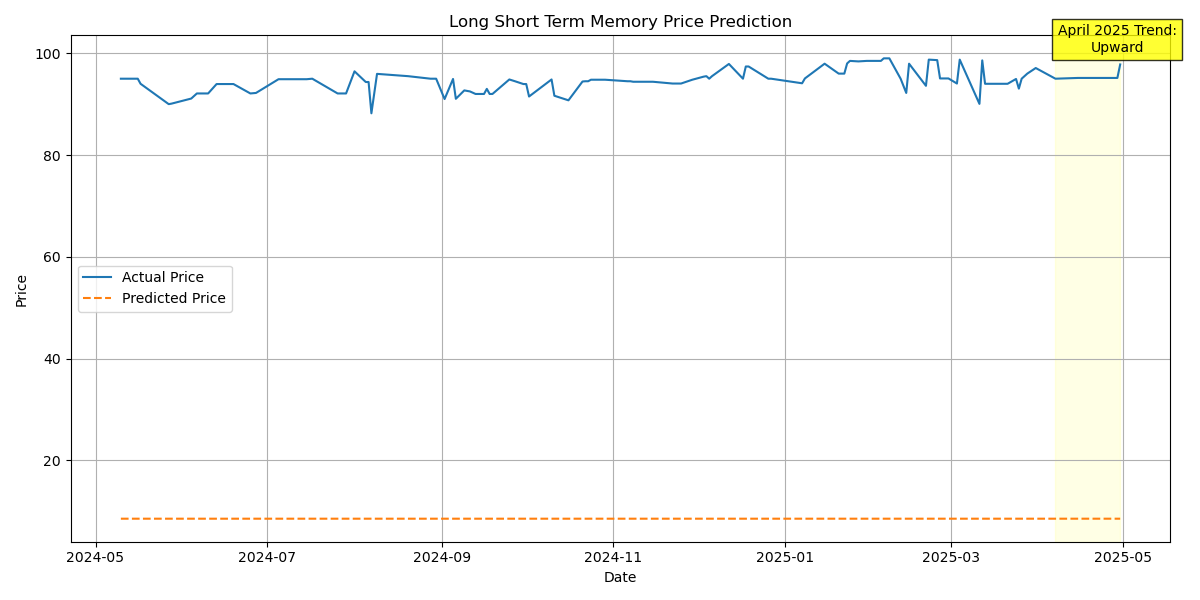 Long Short Term Memory Price Prediction
April 2025 Trend:
Upward
Price
100
80
60
40
20
Actual Price
Predicted Price
2024-05
2024-07
2024-09
2024-11
2025-01
2025-03
2025-05
Date